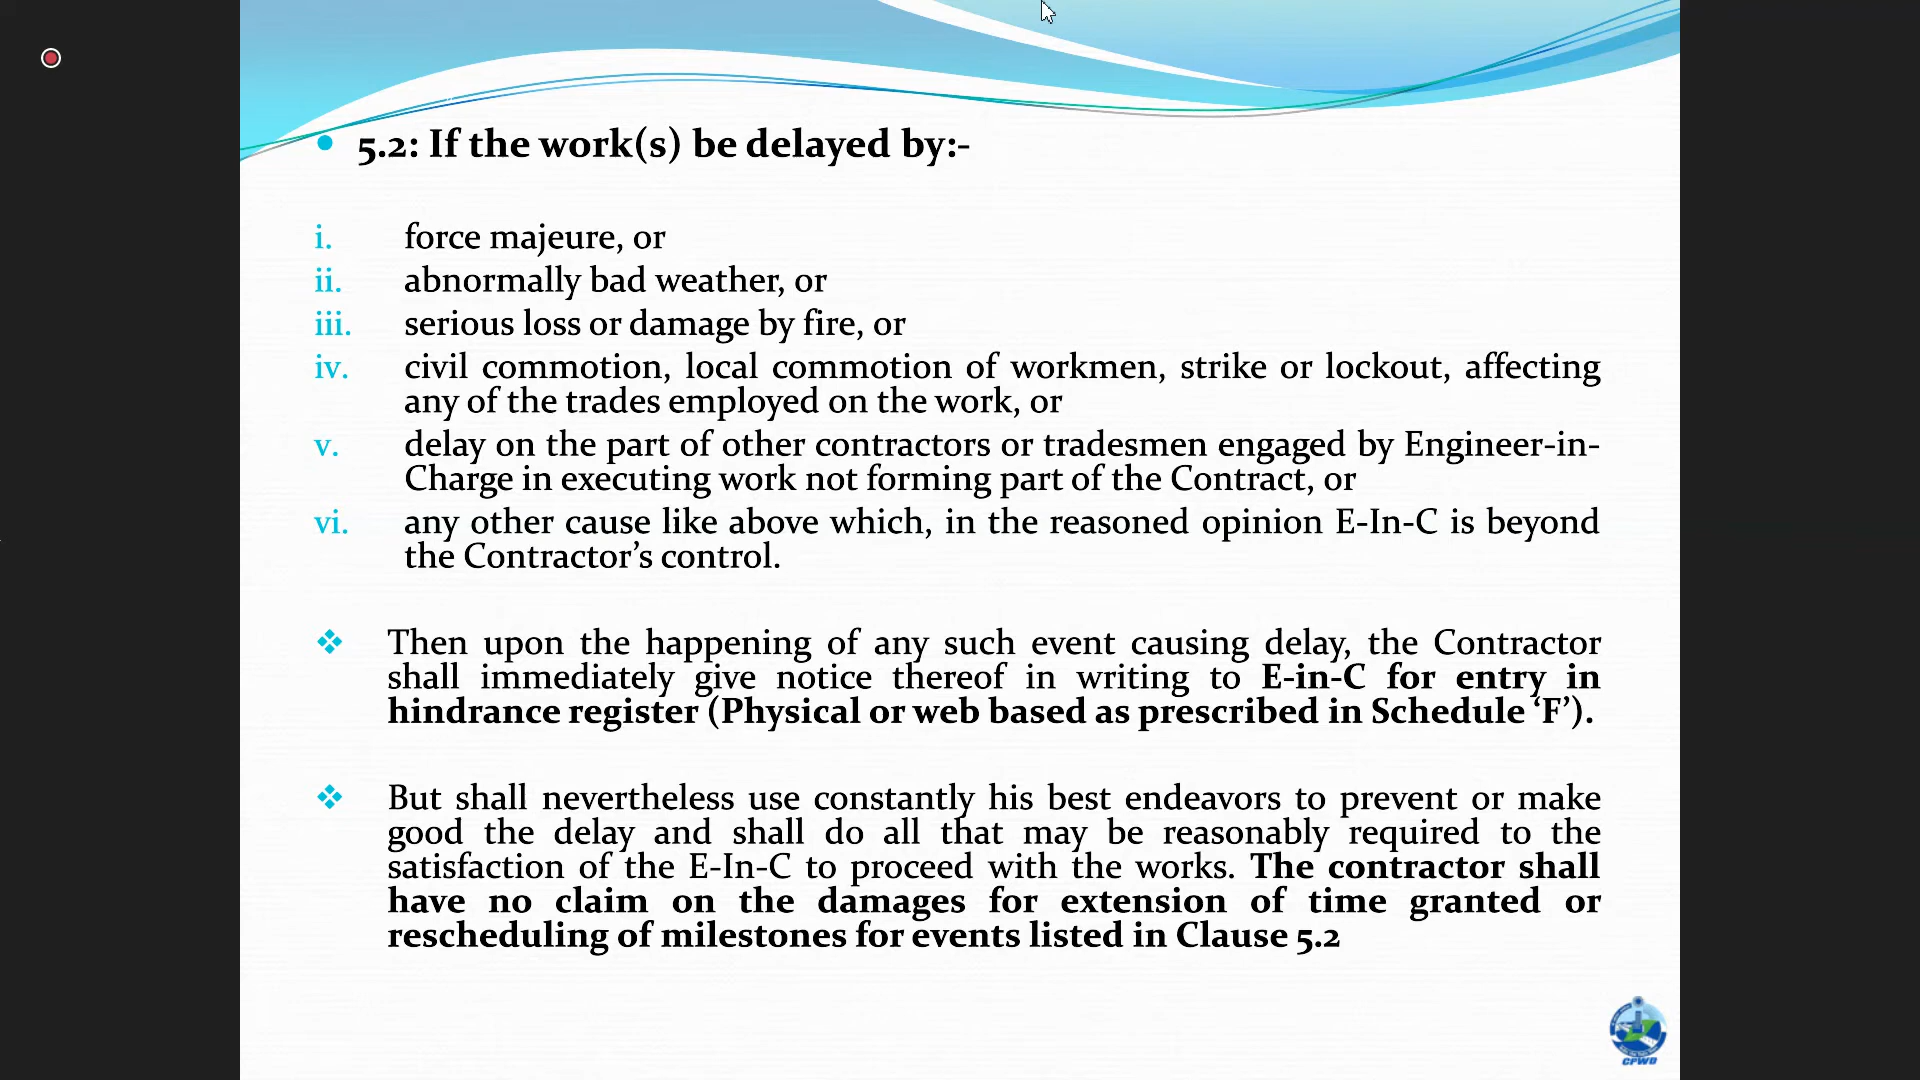 • 5.2: If the work(s) be delayed by:-
i. force majeure, or
ii. abnormally bad weather, or
iii. serious loss or damage by fire, or
iv. civil commotion, local commotion of workmen, strike or lockout, affecting
any of the trades employed on the work, or
v. delay on the part of other contractors or tradesmen engaged by Engineer-in-
Charge in executing work not forming part of the Contract, or
vi. any other cause like above which, in the reasoned opinion E-In-C is beyond
the Contractor’s control.
❖ Then upon the happening of any such event causing delay, the Contractor
shall immediately give notice thereof in writing to E-in-C for entry in
hindrance register (Physical or web based as prescribed in Schedule ‘F’).
❖ But shall nevertheless use constantly his best endeavors to prevent or make
good the delay and shall do all that may be reasonably required to the
satisfaction of the E-In-C to proceed with the works. The contractor shall
have no claim on the damages for extension of time granted or
rescheduling of milestones for events listed in Clause 5.2
CPWD